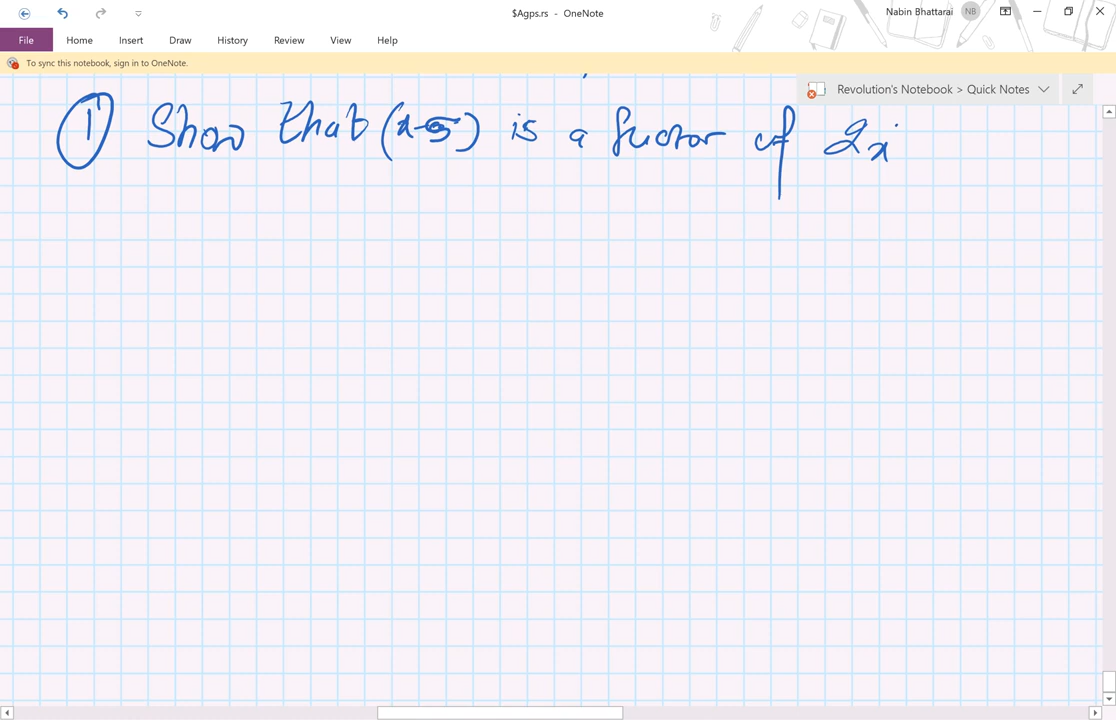 $Agps.rs - OneNote
Nabin Bhattarai NB
File Home Insert Draw History Review View Help
To sync this notebook, sign in to OneNote.
Revolution's Notebook > Quick Notes
1 Show that (x-5) is a factor of 2x